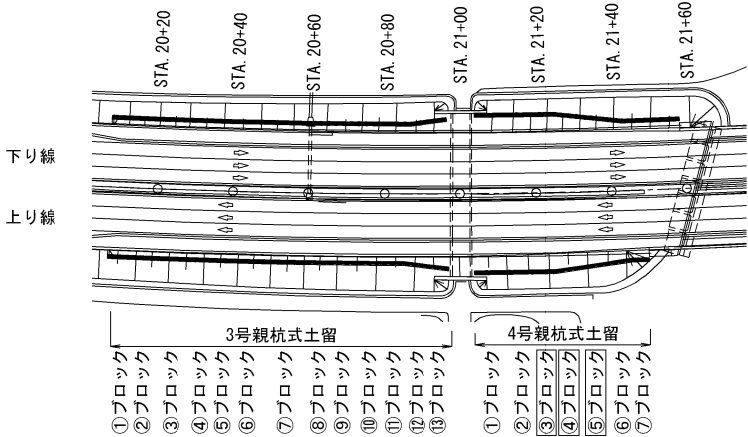 STA. 20+20
STA. 20+40
STA. 20+60
STA. 20+80
STA. 21+00
STA. 21+20
STA. 21+40
STA. 21+60
下り線
上り線
3号親杭式土留
4号親杭式土留
①ブロック
②ブロック
③ブロック
④ブロック
⑤ブロック
⑥ブロック
⑦ブロック
⑧ブロック
⑨ブロック
⑩ブロック
⑪ブロック
⑫ブロック
⑬ブロック
①ブロック
②ブロック
③ブロック
④ブロック
⑤ブロック
⑥ブロック
⑦ブロック